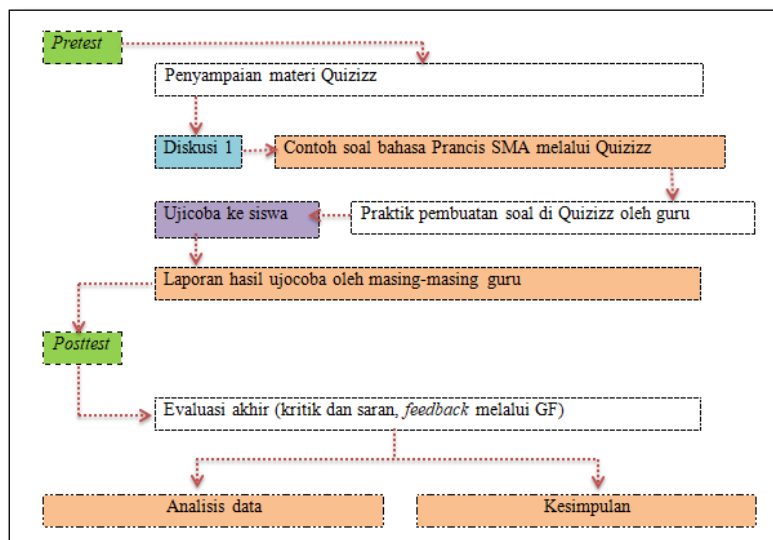 Pretest
Penyampaian materi Quizizz
Diskusi 1
Contoh soal bahasa Prancis SMA melalui Quizizz
Ujicoba ke siswa
Praktik pembuatan soal di Quizizz oleh guru
Laporan hasil ujocoba oleh masing-masing guru
Posttest
Evaluasi akhir (kritik dan saran, feedback melalui GF)
Analisis data
Kesimpulan